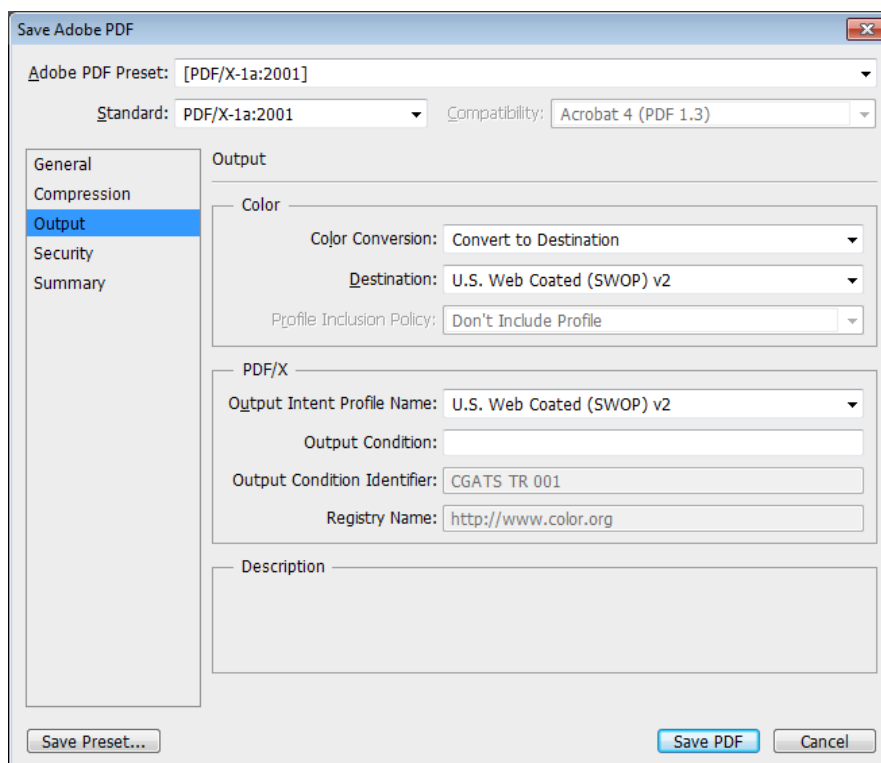 Save Adobe PDF
Adobe PDF Preset: [PDF/X-1a:2001]
Standard: PDF/X-1a:2001 Compatibility: Acrobat 4 (PDF 1.3)
General
Compression
Output
Security
Summary
Output
Color
Color Conversion: Convert to Destination
Destination: U.S. Web Coated (SWOP) v2
Profile Inclusion Policy: Don't Include Profile
PDF/X
Output Intent Profile Name: U.S. Web Coated (SWOP) v2
Output Condition:
Output Condition Identifier: CGATS TR 001
Registry Name: http://www.color.org
Description
Save Preset... Save PDF Cancel